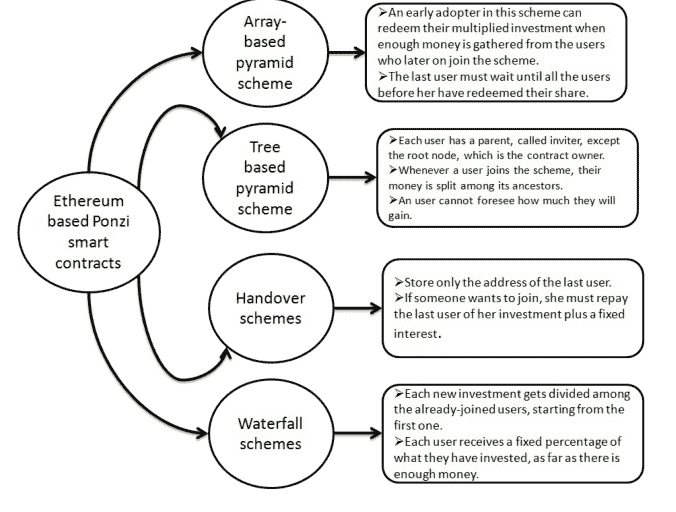 Ethereum
based Ponzi
smart
contracts
Array-
based
pyramid
scheme
➢An early adopter in this scheme can
redeem their multiplied investment when
enough money is gathered from the users
who later on join the scheme.
➢The last user must wait until all the users
before her have redeemed their share.
Tree
based
pyramid
scheme
➢Each user has a parent, called inviter, except
the root node, which is the contract owner.
➢Whenever a user joins the scheme, their
money is split among its ancestors.
➢An user cannot foresee how much they will
gain.
Handover
schemes
➢Store only the address of the last user.
➢If someone wants to join, she must repay
the last user of her investment plus a fixed
interest.
Waterfall
schemes
➢Each new investment gets divided among
the already-joined users, starting from the
first one.
➢Each user receives a fixed percentage of
what they have invested, as far as there is
enough money.